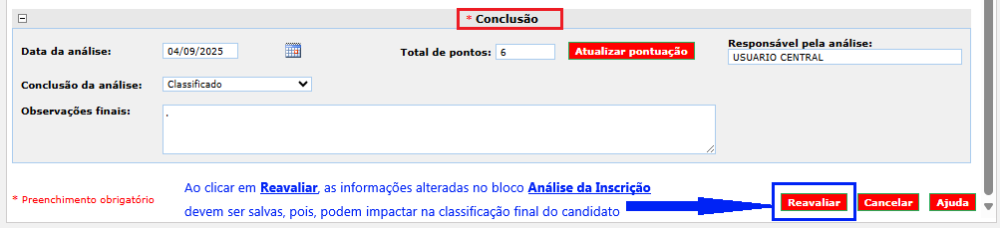 * Conclusão
Data da análise: 04/09/2025 Total de pontos: 6 Atualizar pontuação Responsável pela análise:
USUARIO CENTRAL
Conclusão da análise: Classificado
Observações finais: .
Ao clicar em Reavaliar, as informações alteradas no bloco Análise da Inscrição
* Preenchimento obrigatório
devem ser salvas, pois, podem impactar na classificação final do candidato
Reavaliar Cancelar Ajuda